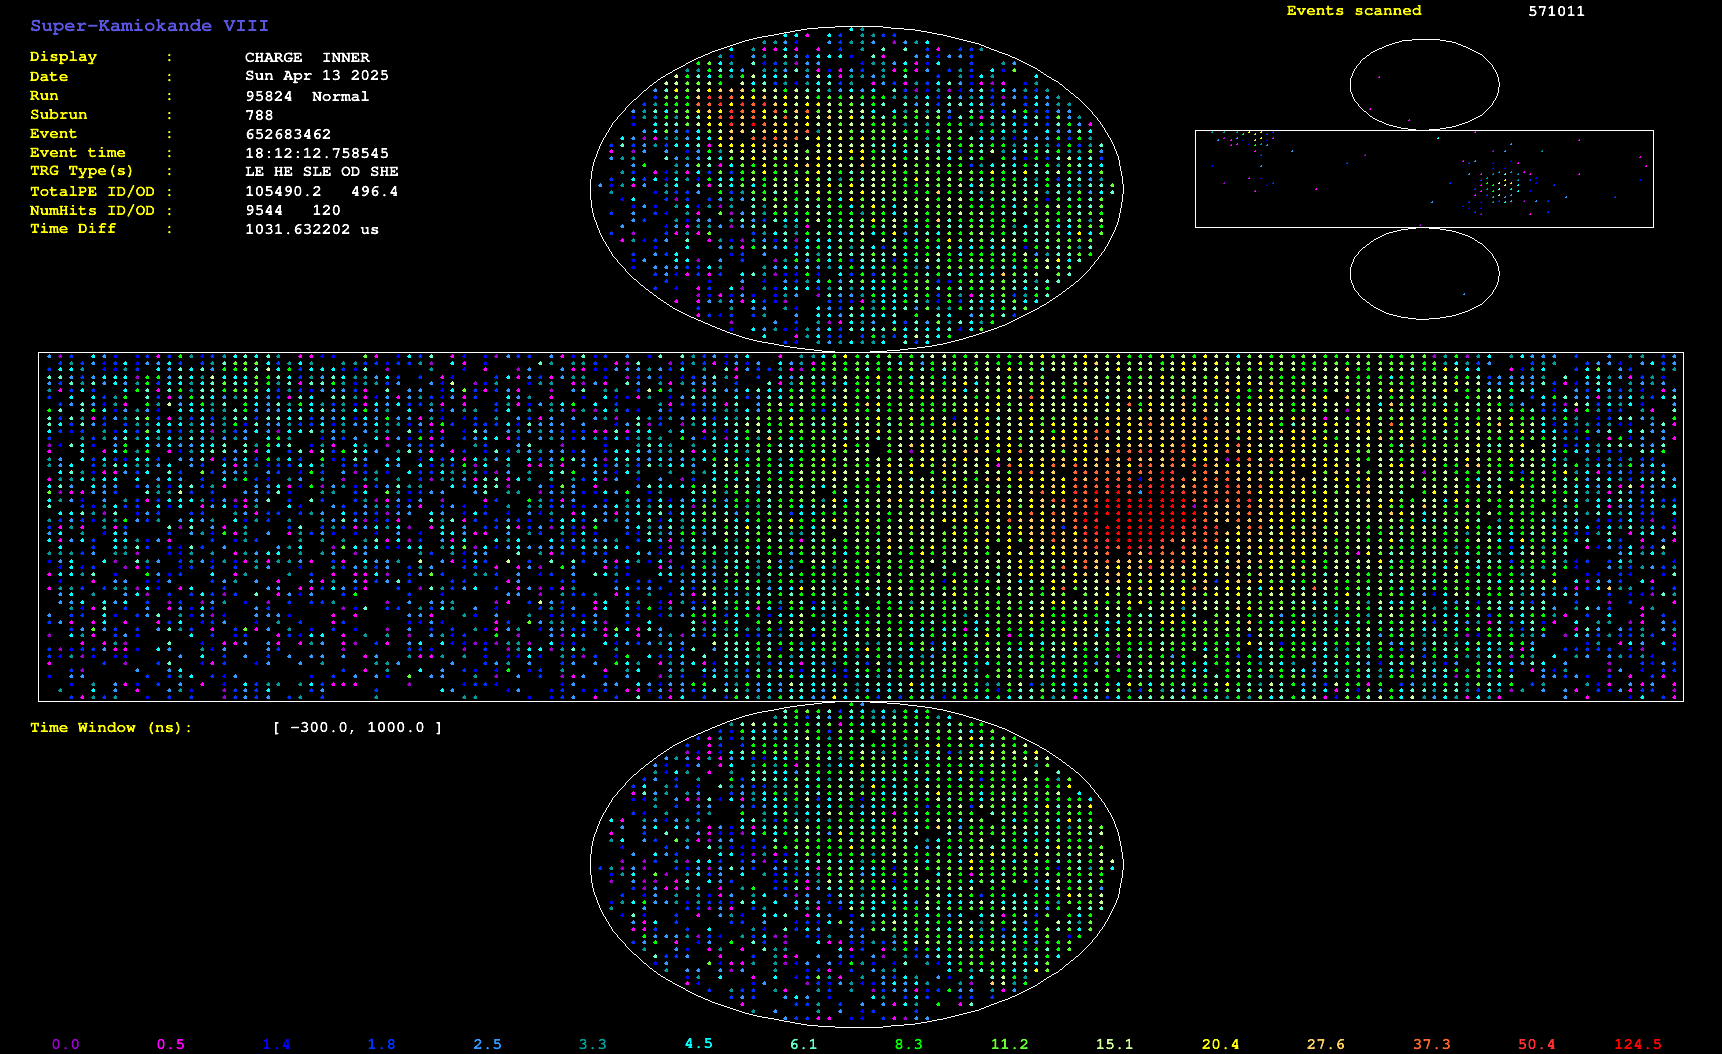 Super-Kamiokande VIII
Display : CHARGE INNER
Date : Sun Apr 13 2025
Run : 95824 Normal
Subrun : 788
Event : 652683462
Event time : 18:12:12.758545
TRG Type(s) : LE HE SLE OD SHE
TotalPE ID/OD : 105490.2 496.4
NumHits ID/OD : 9544 120
Time Diff : 1031.632202 us
Events scanned 571011
Time Window (ns): [ -300.0, 1000.0 ]
0.0 0.5 1.4 1.8 2.5 3.3 4.5 6.1 8.3 11.2 15.1 20.4 27.6 37.3 50.4 124.5